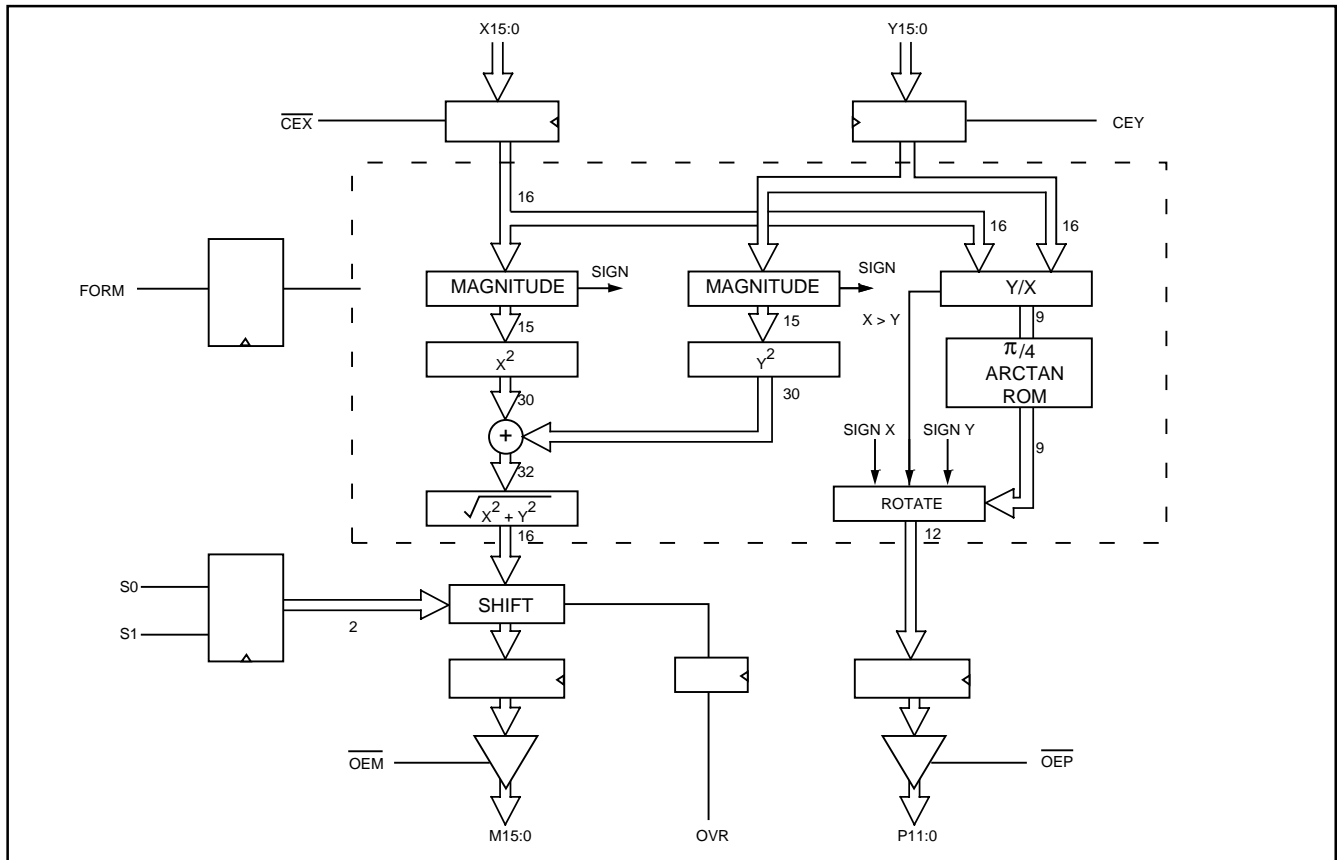 X15:0 Y15:0
CEX CEY
16 16 16
FORM
MAGNITUDE SIGN MAGNITUDE SIGN Y/X
15 15 X > Y 9
X² Y² π/4 ARCTAN ROM
30 30
+ SIGN X SIGN Y 9
32
√X² + Y² ROTATE
16 12
S0
S1 2 SHIFT
OEM OEP
M15:0 OVR P11:0